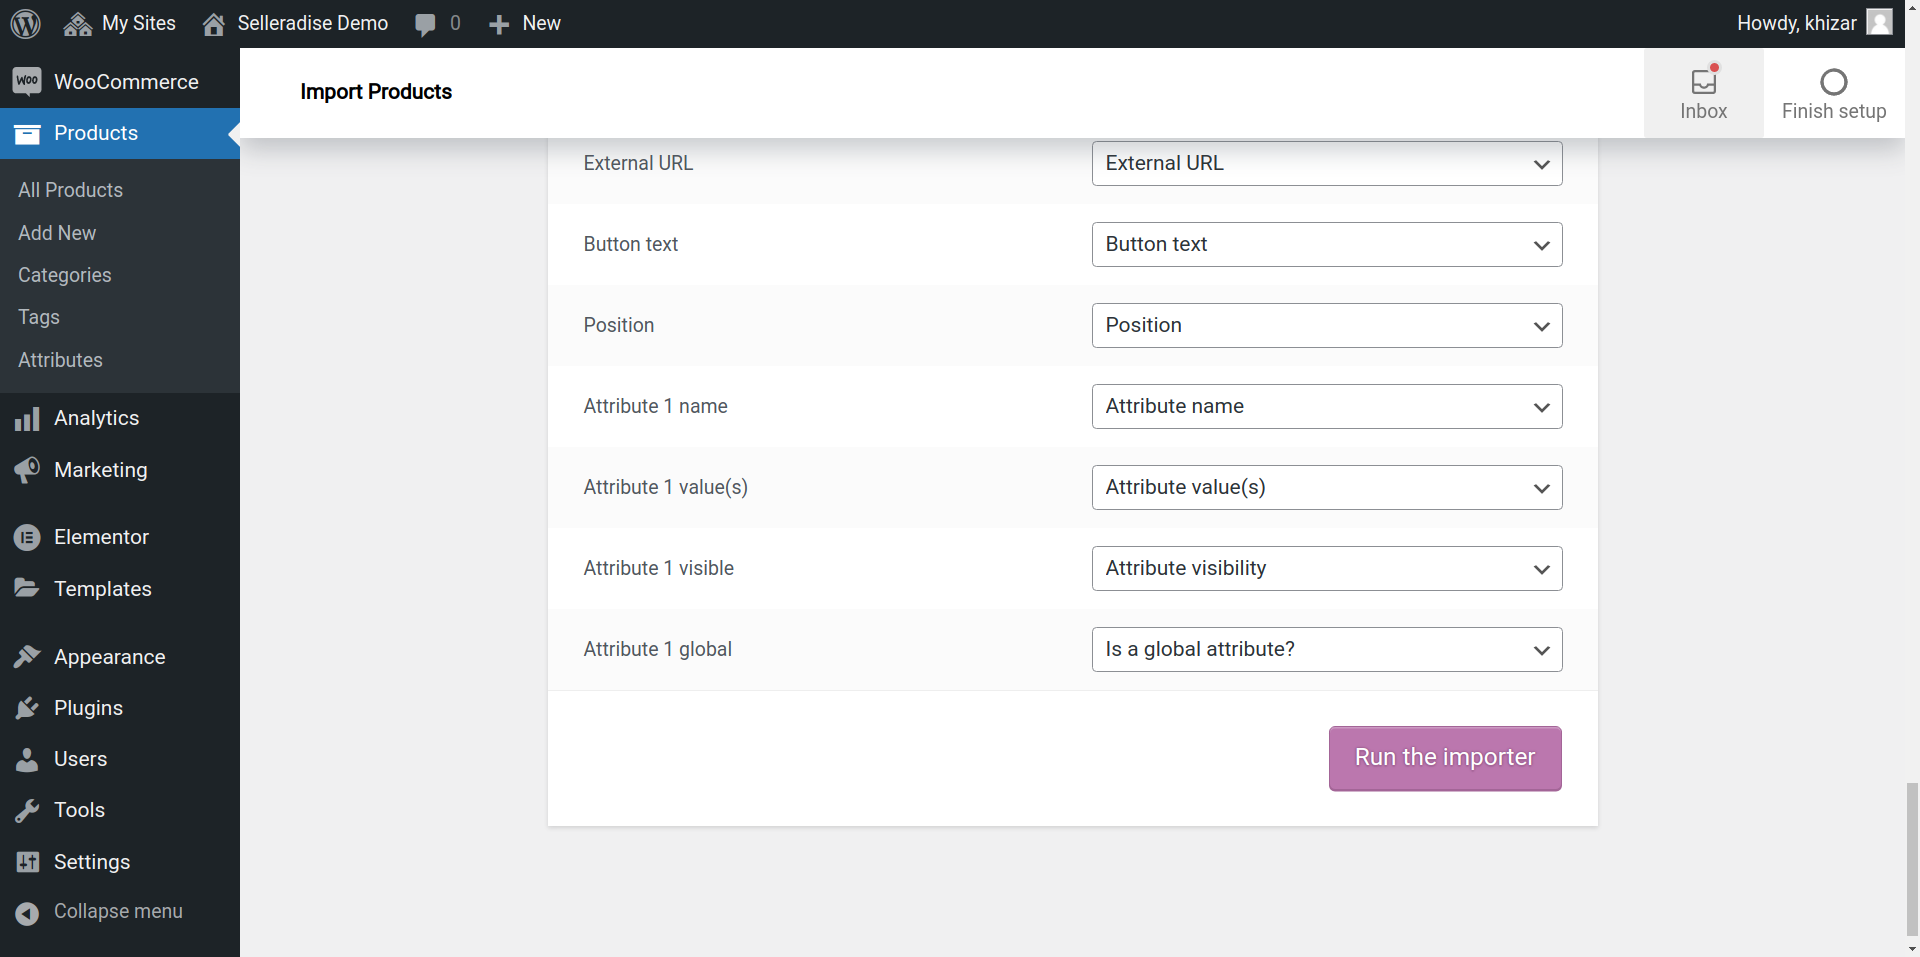 My Sites
Selleradise Demo
0
New
Howdy, khizar
Woo
WooCommerce
Products
All Products
Add New
Categories
Tags
Attributes
Analytics
Marketing
Elementor
Templates
Appearance
Plugins
Users
Tools
Settings
Collapse menu
Import Products
Inbox
Finish setup
External URL
External URL
Button text
Button text
Position
Position
Attribute 1 name
Attribute name
Attribute 1 value(s)
Attribute value(s)
Attribute 1 visible
Attribute visibility
Attribute 1 global
Is a global attribute?
Run the importer